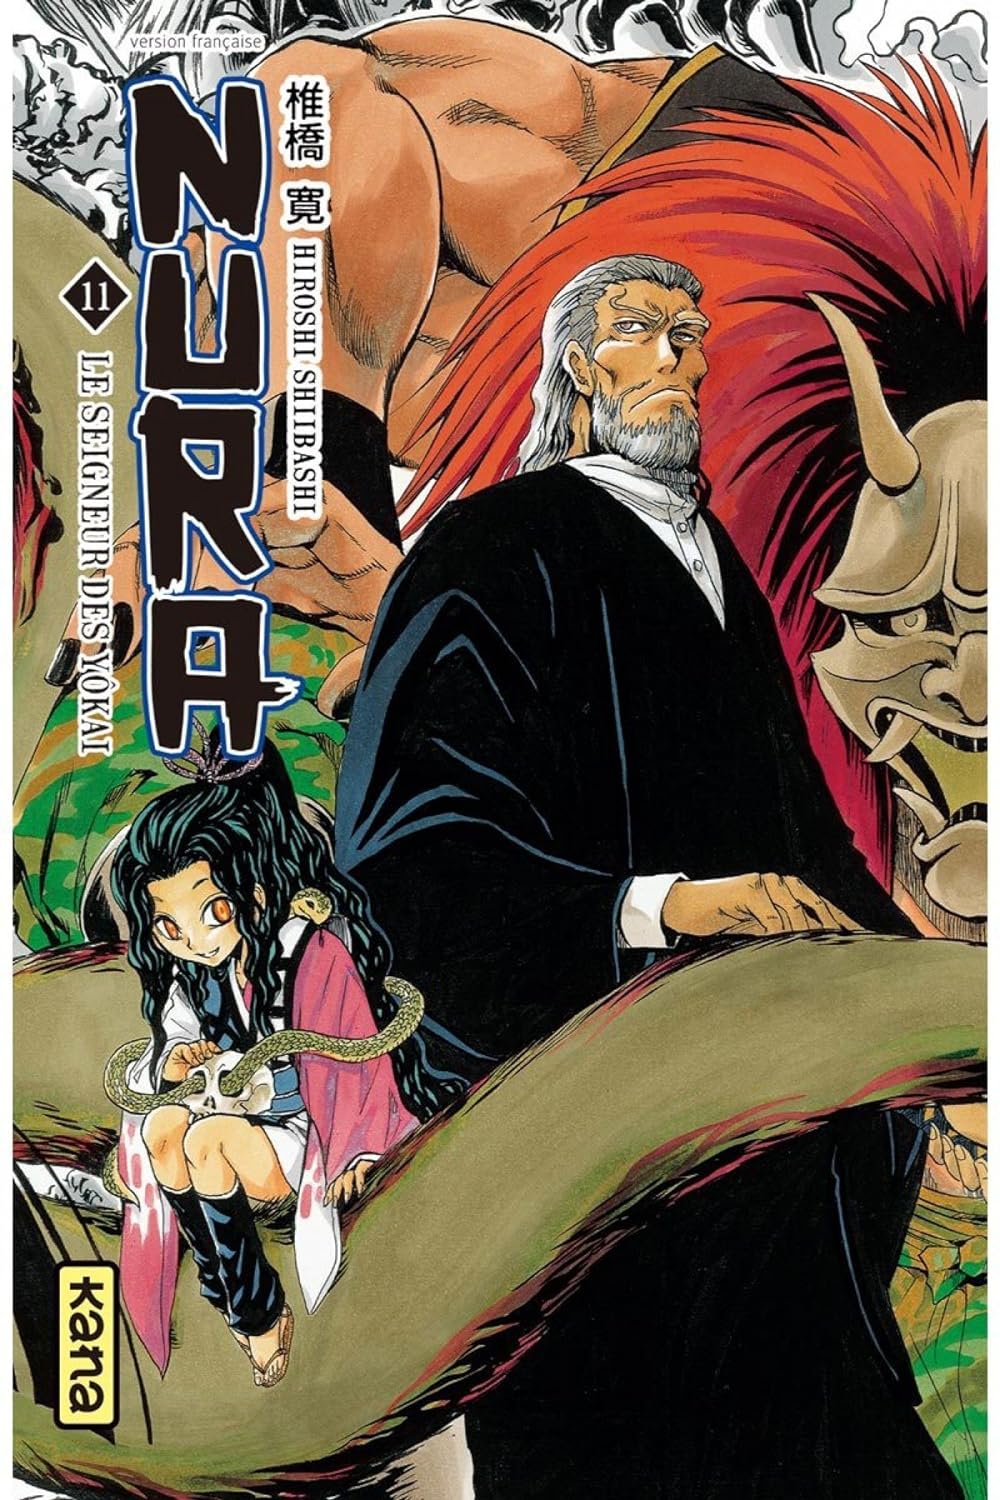 version française
NURA
椎橋 寛
HIROSHI SHIIBASHI
11
LE SEIGNEUR DES YÔKAI
kana